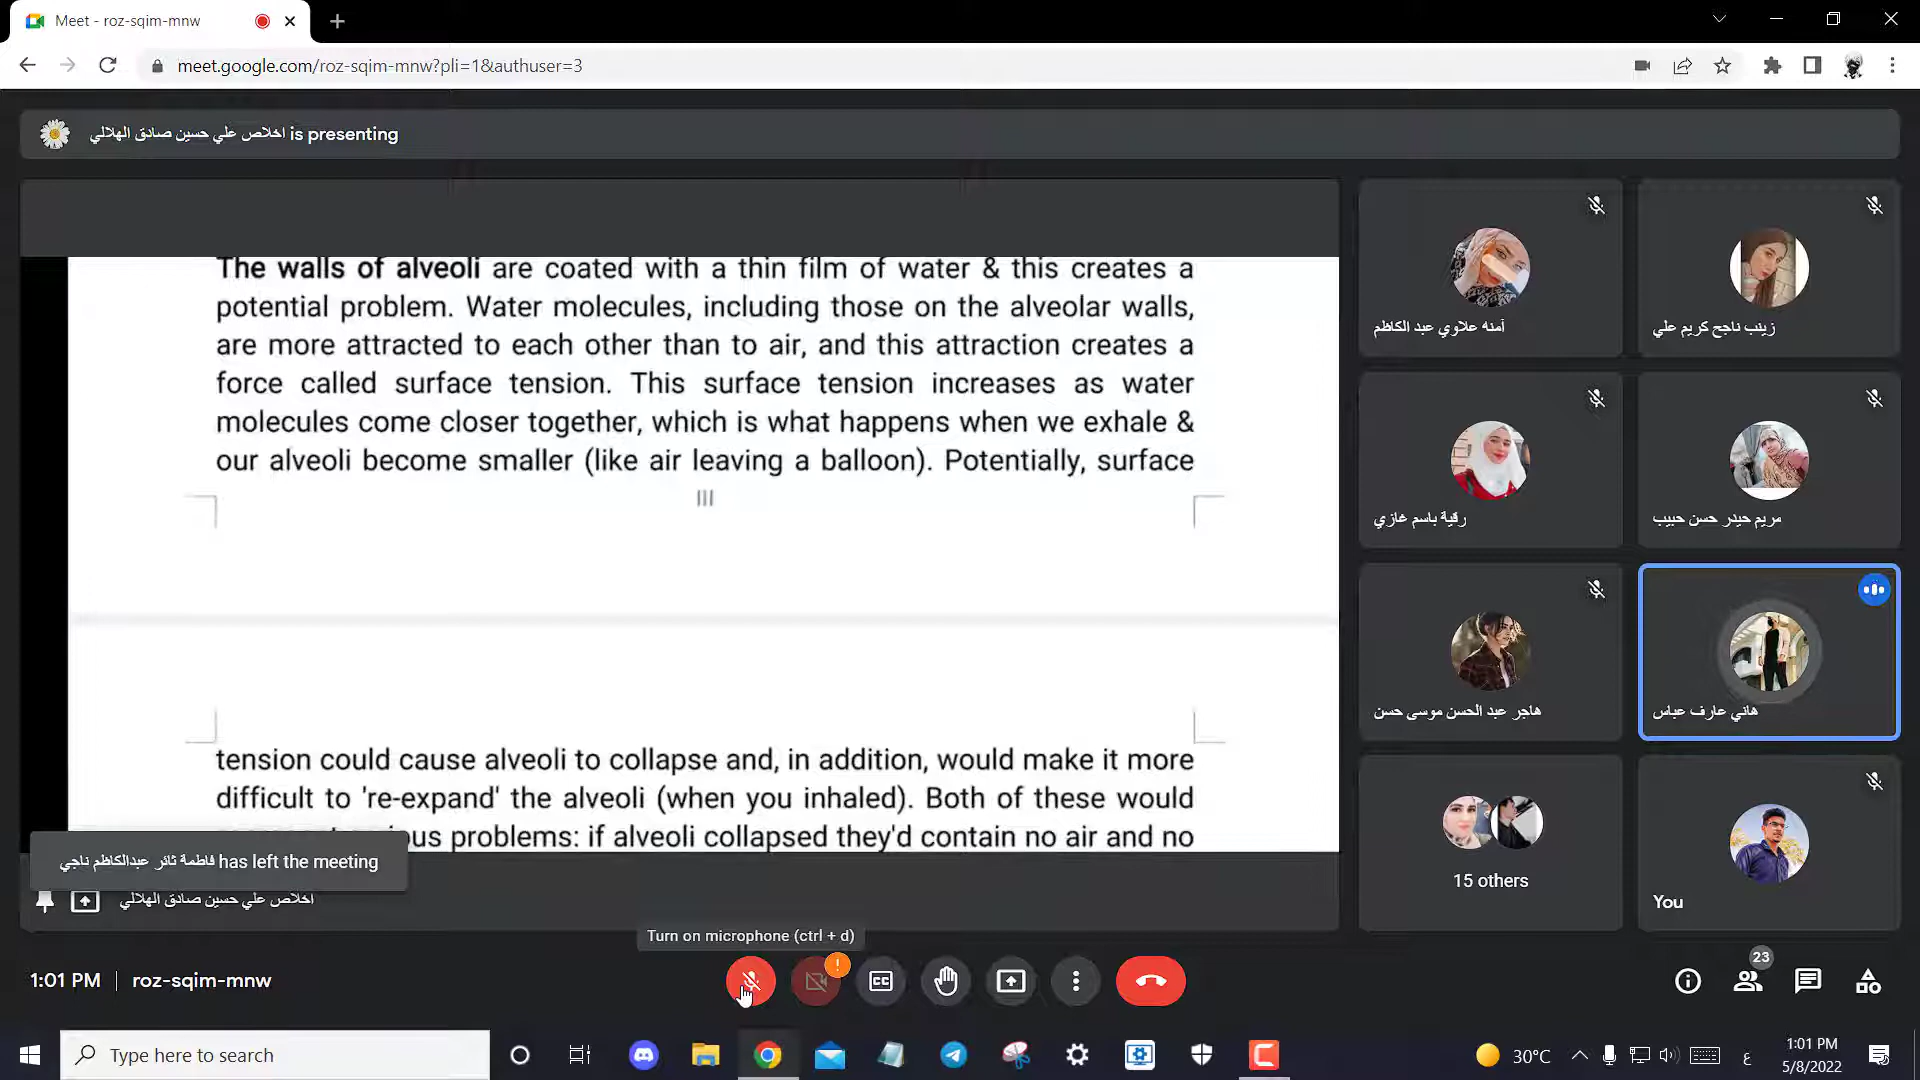 Meet - roz-sqim-mnw
meet.google.com/roz-sqim-mnw?pli=1&authuser=3
اخلاص علي حسين صادق الهلالي is presenting
The walls of alveoli are coated with a thin film of water & this creates a
potential problem. Water molecules, including those on the alveolar walls,
are more attracted to each other than to air, and this attraction creates a
force called surface tension. This surface tension increases as water
molecules come closer together, which is what happens when we exhale &
our alveoli become smaller (like air leaving a balloon). Potentially, surface
tension could cause alveoli to collapse and, in addition, would make it more
difficult to 're-expand' the alveoli (when you inhaled). Both of these would
problems: if alveoli collapsed they'd contain no air and no
فاطمة ثائر عبدالكاظم ناجي has left the meeting
اخلاص علي حسين صادق الهلالي
آمنه علاوي عبد الكاظم
زينب ناجح كريم علي
رقية باسم غازي
مريم حيدر حسن حبيب
هاجر عبد الحسن موسى حسن
هاني عارف عباس
15 others
You
Turn on microphone (ctrl + d)
1:01 PM
roz-sqim-mnw
CC
23
Type here to search
30°C
ع
1:01 PM
5/8/2022